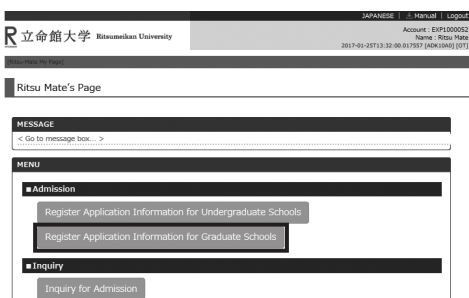 JAPANESE | Manual | Logout
立命館大学 Ritsumeikan University
Account : EXP1000052
Name : Ritsu Mate
2017-01-25T13:32:00.017557 [ADK10A0] [OT]
[Ritsu-Mate My Page]
Ritsu Mate's Page
MESSAGE
< Go to message box... >
MENU
■Admission
Register Application Information for Undergraduate Schools
Register Application Information for Graduate Schools
■Inquiry
Inquiry for Admission